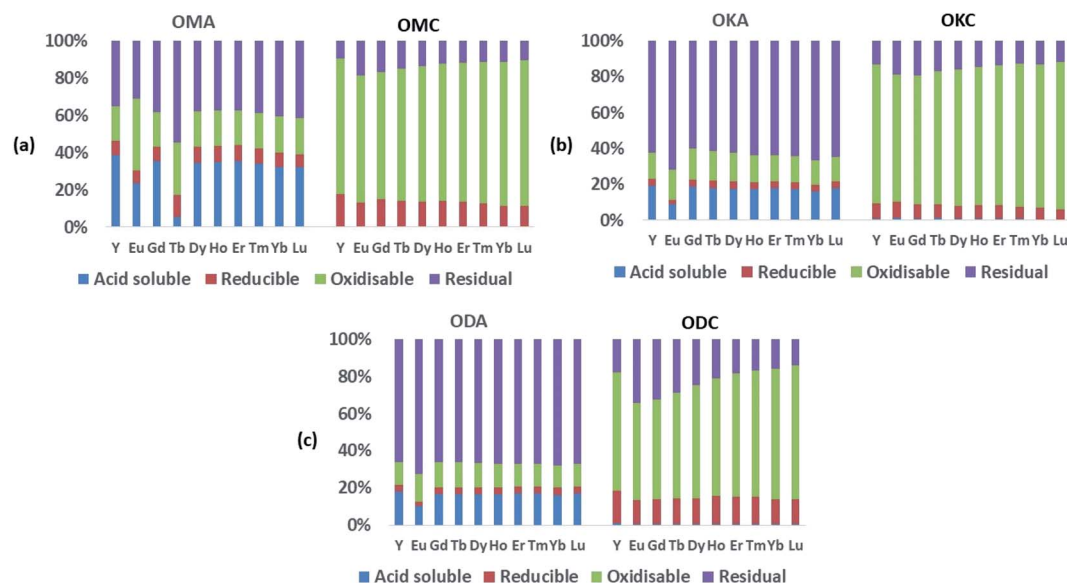 OMA OMC
100%
80%
60%
40%
20%
0%
(a)
Y Eu Gd Tb Dy Ho Er Tm Yb Lu Y Eu Gd Tb Dy Ho Er Tm Yb Lu
Acid soluble Reducible Oxidisable Residual
OKA OKC
100%
80%
60%
40%
20%
0%
(b)
Y Eu Gd Tb Dy Ho Er Tm Yb Lu Y Eu Gd Tb Dy Ho Er Tm Yb Lu
Acid soluble Reducible Oxidisable Residual
ODA ODC
100%
80%
60%
40%
20%
0%
(c)
Y Eu Gd Tb Dy Ho Er Tm Yb Lu Y Eu Gd Tb Dy Ho Er Tm Yb Lu
Acid soluble Reducible Oxidisable Residual